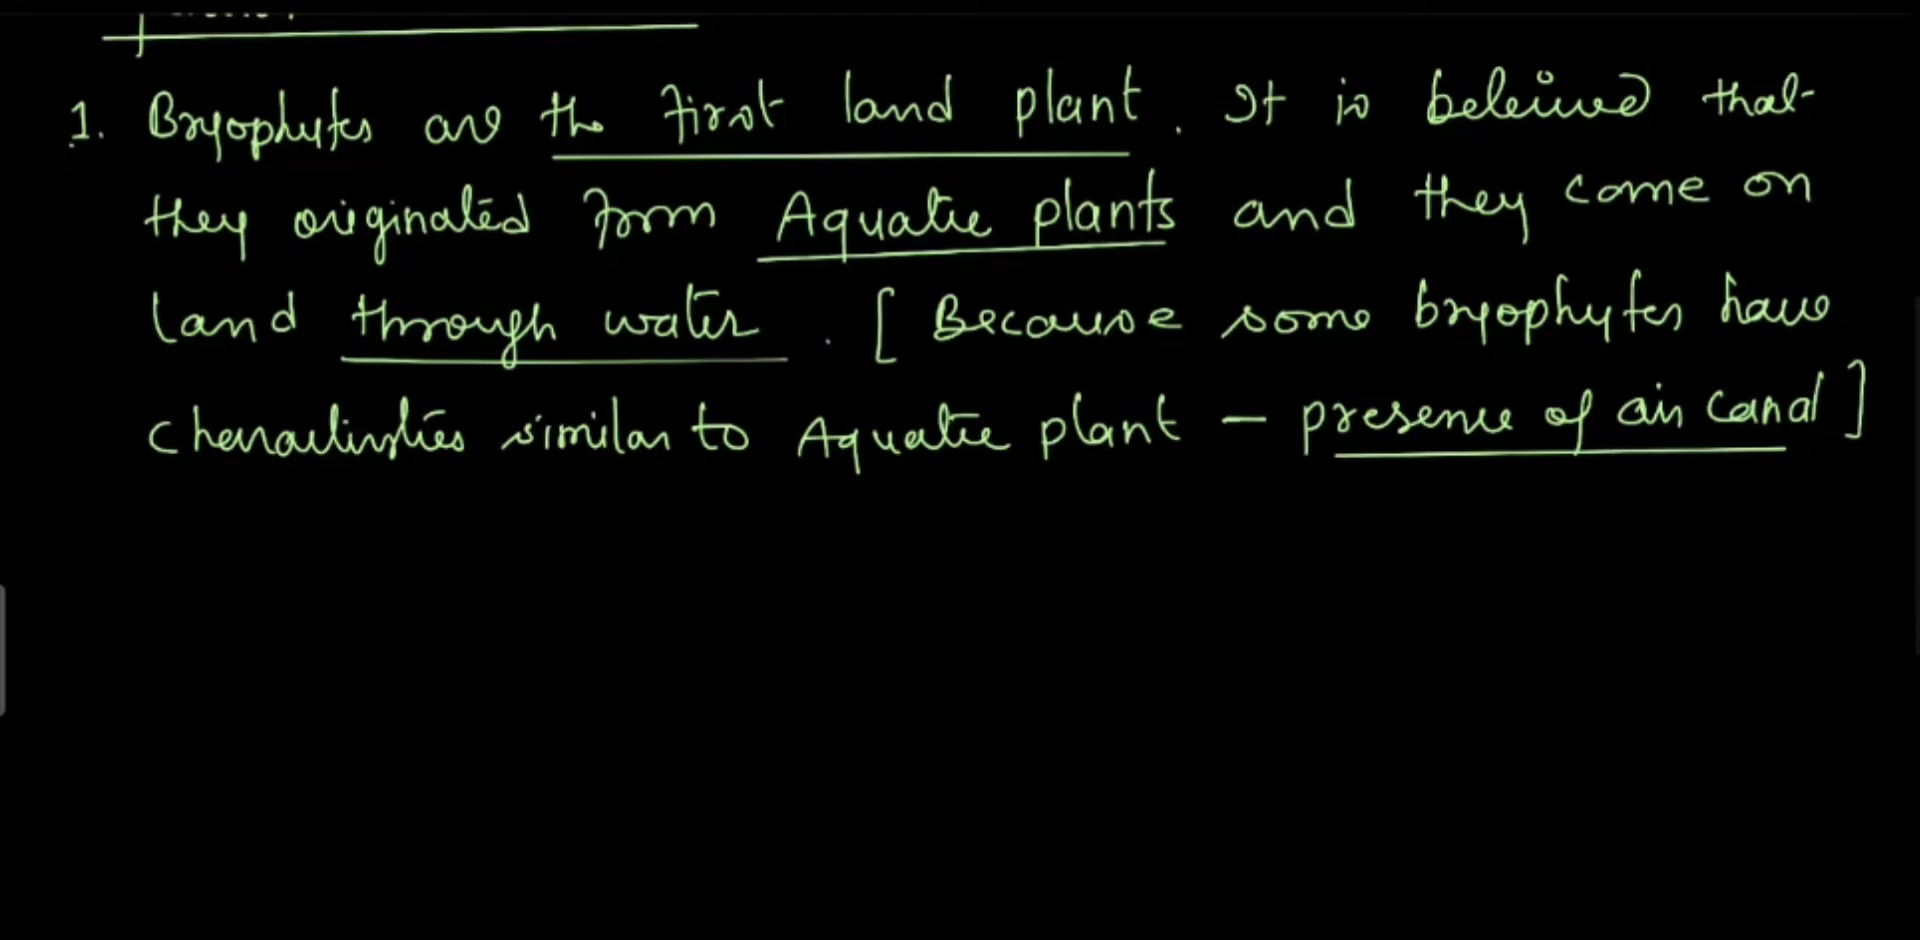 1. Bryophytes are the first land plant. It is beleived that
they originated from Aquatic plants and they come on
land through water. [Because some bryophytes have
characteristics similar to Aquatic plant - presence of air canal]